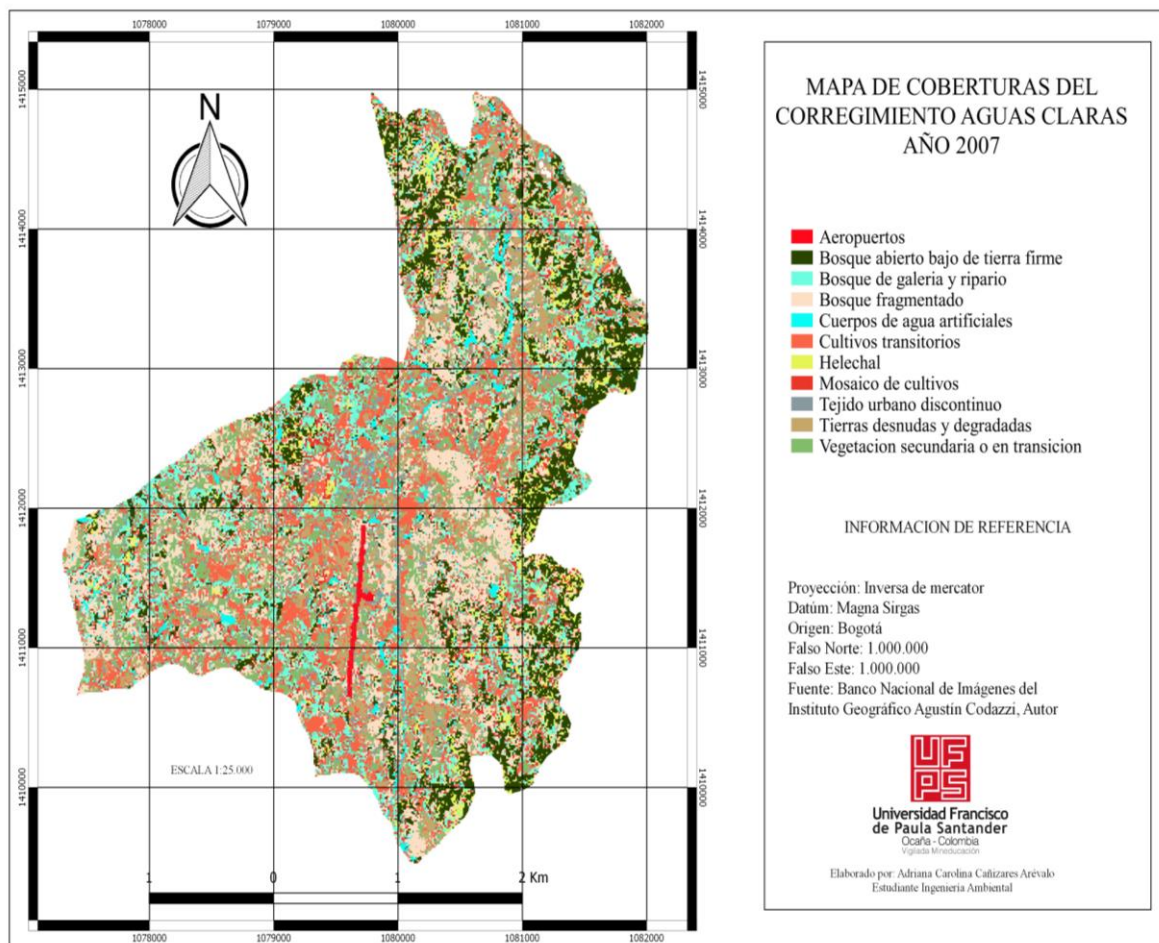 1078000
1079000
1080000
1081000
1082000
1415000
1415000
N
1414000
1414000
1413000
1413000
1412000
1412000
1411000
1411000
ESCALA 1:25.000
1410000
1410000
1
0
1
2 Km
1078000
1079000
1080000
1081000
1082000
MAPA DE COBERTURAS DEL
CORREGIMIENTO AGUAS CLARAS
AÑO 2007
Aeropuertos
Bosque abierto bajo de tierra firme
Bosque de galeria y ripario
Bosque fragmentado
Cuerpos de agua artificiales
Cultivos transitorios
Helechal
Mosaico de cultivos
Tejido urbano discontinuo
Tierras desnudas y degradadas
Vegetacion secundaria o en transicion
INFORMACION DE REFERENCIA
Proyección: Inversa de mercator
Datúm: Magna Sirgas
Origen: Bogotá
Falso Norte: 1.000.000
Falso Este: 1.000.000
Fuente: Banco Nacional de Imágenes del
Instituto Geográfico Agustín Codazzi, Autor
UF
PS
Universidad Francisco
de Paula Santander
Ocaña - Colombia
Vigilada Mineducación
Elaborado por: Adriana Carolina Cañizares Arévalo
Estudiante Ingenieria Ambiental